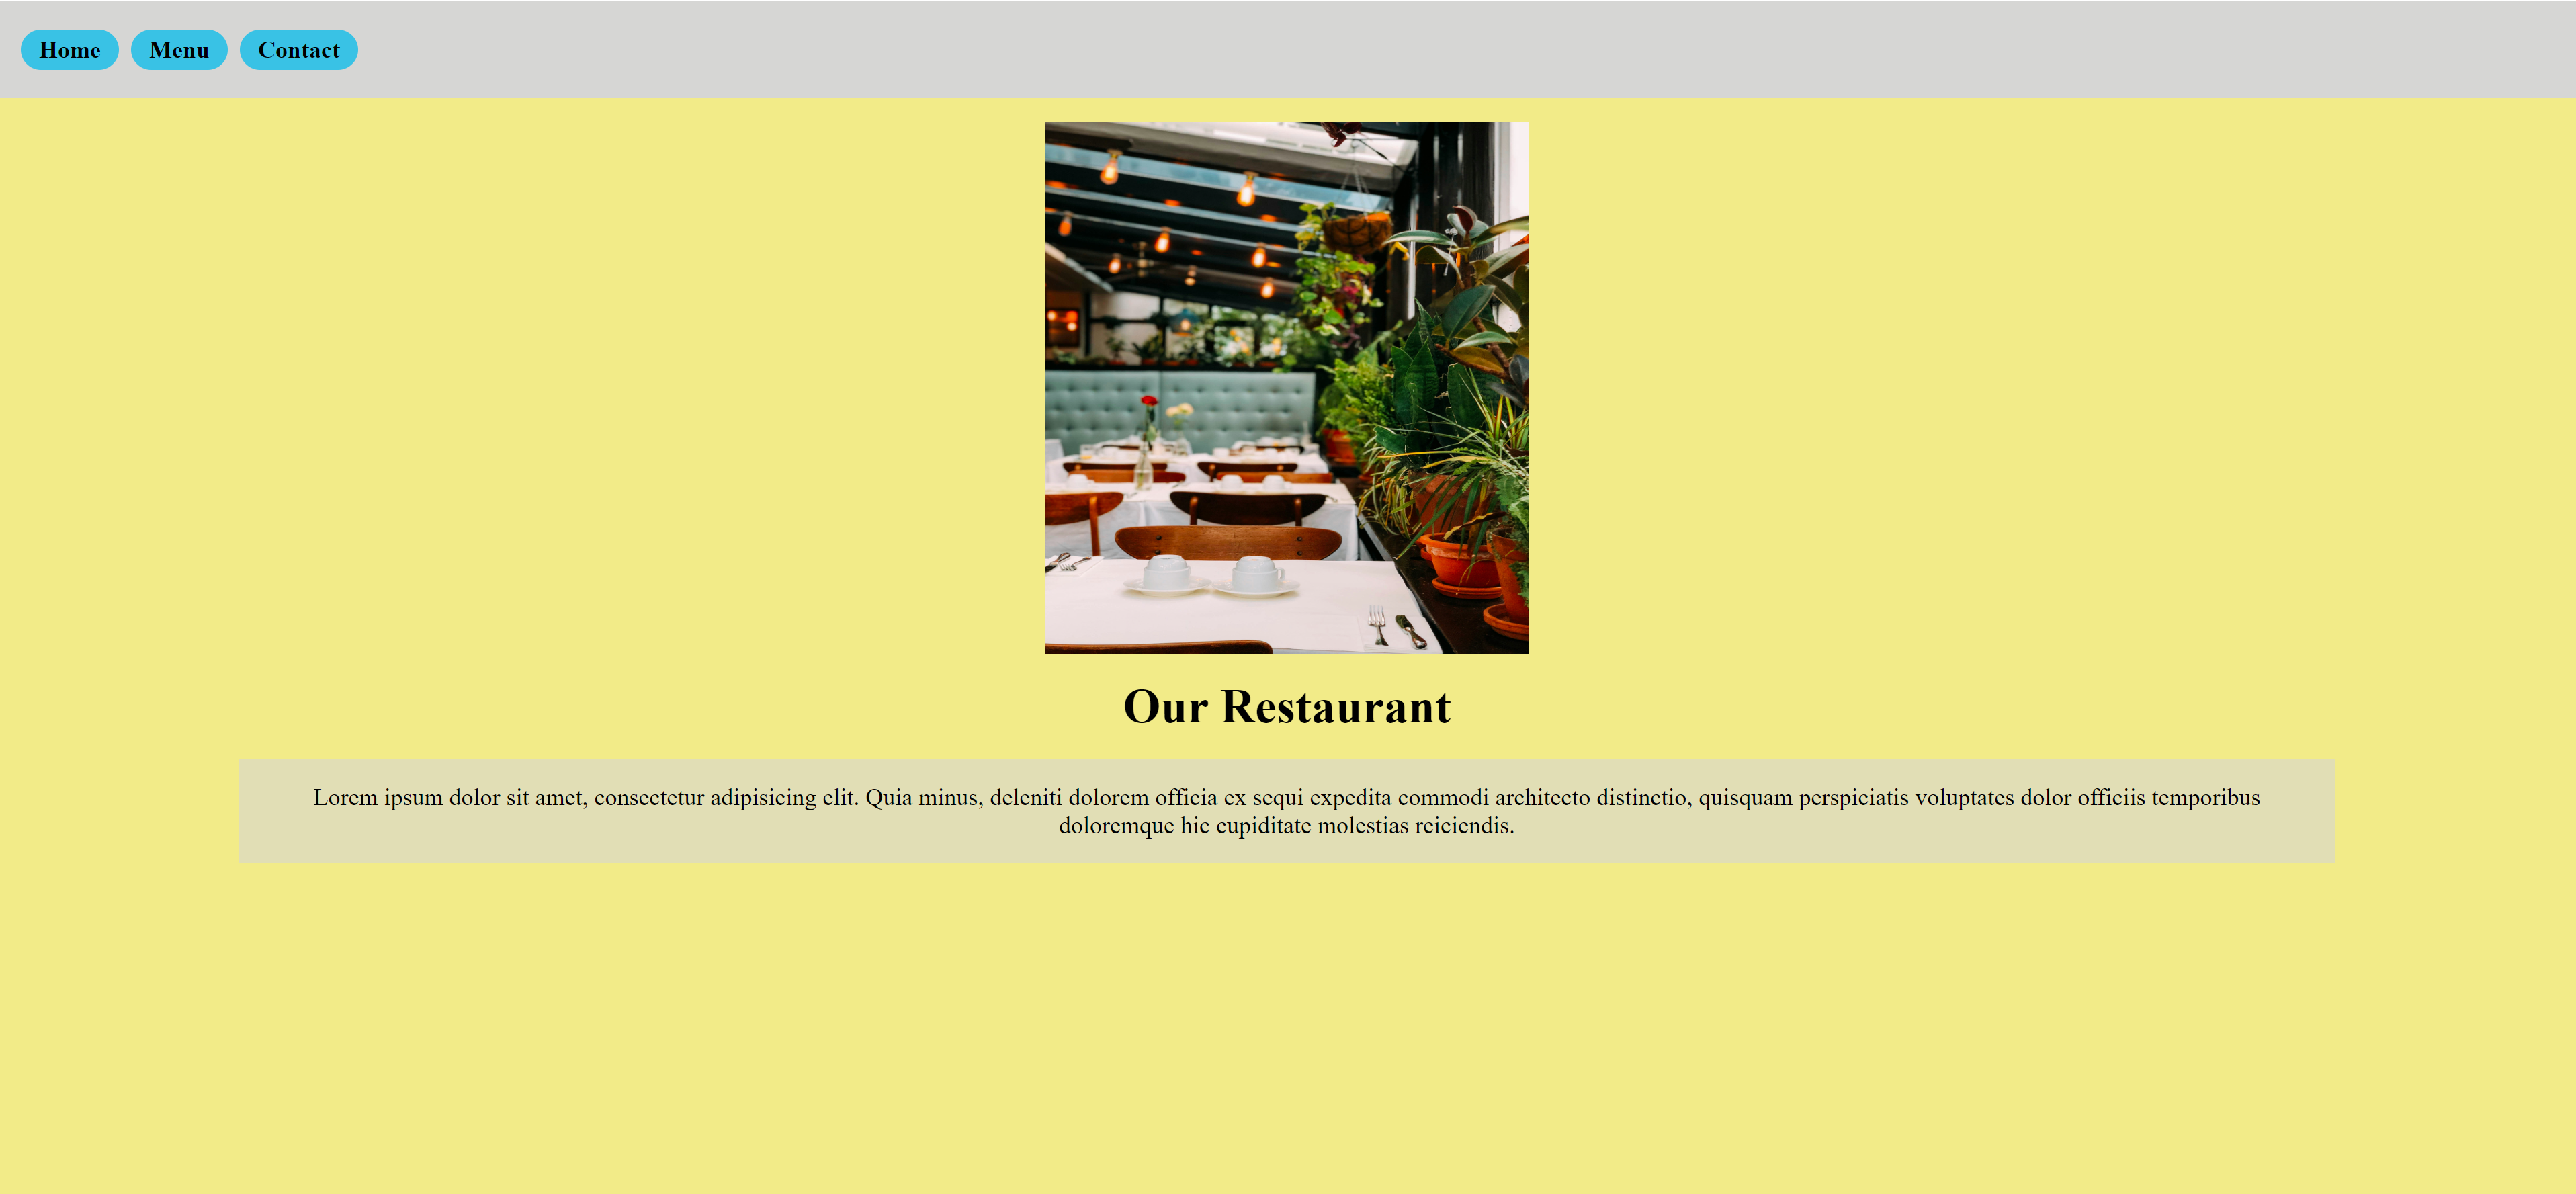 Home Menu Contact
Our Restaurant
Lorem ipsum dolor sit amet, consectetur adipisicing elit. Quia minus, deleniti dolorem officia ex sequi expedita commodi architecto distinctio, quisquam perspiciatis voluptates dolor officiis temporibus
doloremque hic cupiditate molestias reiciendis.